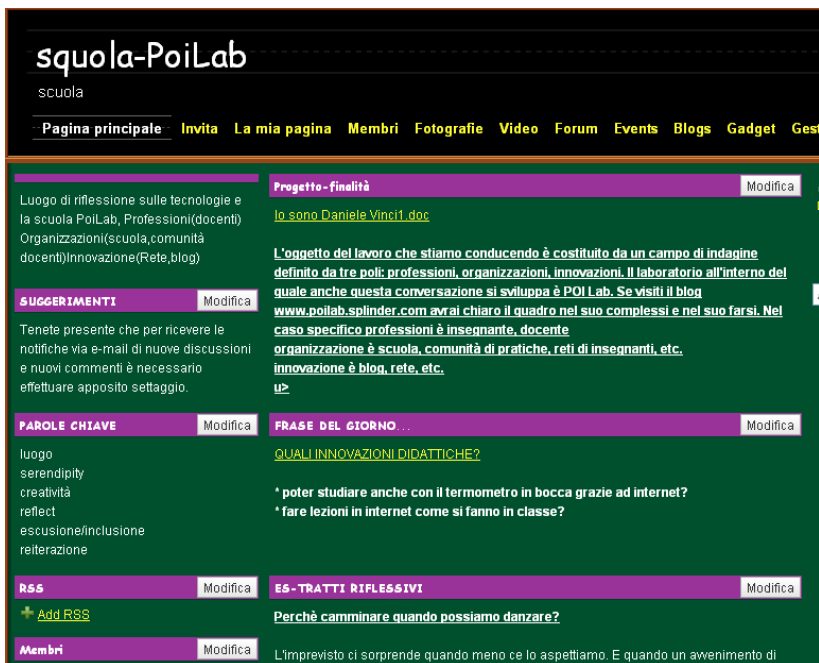 squola-PoiLab
scuola
Pagina principale Invita La mia pagina Membri Fotografie Video Forum Events Blogs Gadget Gest
Luogo di riflessione sulle tecnologie e
la scuola PoiLab, Professioni(docenti)
Organizzazioni(scuola,comunità
docenti)Innovazione(Rete,blog)
SUGGERIMENTI Modifica
Tenete presente che per ricevere le
notifiche via e-mail di nuove discussioni
e nuovi commenti è necessario
effettuare apposito settaggio.
PAROLE CHIAVE Modifica
luogo
serendipity
creatività
reflect
escusione/inclusione
reiterazione
RSS Modifica
Add RSS
Membri Modifica
Progetto-finalità Modifica
Io sono Daniele Vinci1.doc
L'oggetto del lavoro che stiamo conducendo è costituito da un campo di indagine
definito da tre poli: professioni, organizzazioni, innovazioni. Il laboratorio all'interno del
quale anche questa conversazione si sviluppa è POI Lab. Se visiti il blog
www.poilab.splinder.com avrai chiaro il quadro nel suo complessi e nel suo farsi. Nel
caso specifico professioni è insegnante, docente
organizzazione è scuola, comunità di pratiche, reti di insegnanti, etc.
innovazione è blog, rete, etc.
u>
FRASE DEL GIORNO... Modifica
QUALI INNOVAZIONI DIDATTICHE?
* poter studiare anche con il termometro in bocca grazie ad internet?
* fare lezioni in internet come si fanno in classe?
ES-TRATTI RIFLESSIVI Modifica
Perchè camminare quando possiamo danzare?
L'imprevisto ci sorprende quando meno ce lo aspettiamo. E quando un avvenimento di